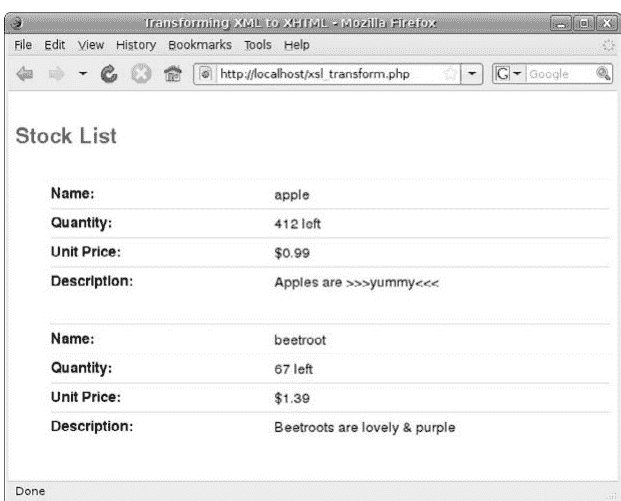 Transforming XML to XHTML - Mozilla Firefox
File Edit View History Bookmarks Tools Help
http://localhost/xsl_transform.php
G Google
Stock List
Name: apple
Quantity: 412 left
Unit Price: $0.99
Description: Apples are >>>yummy<<<
Name: beetroot
Quantity: 67 left
Unit Price: $1.39
Description: Beetroots are lovely & purple
Done